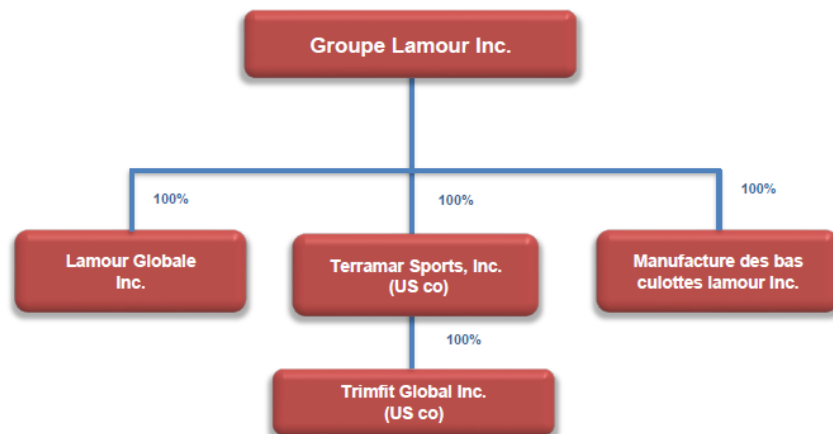 Groupe Lamour Inc.
100%
100%
100%
Lamour Globale
Inc.
Terramar Sports, Inc.
(US co)
Manufacture des bas
culottes lamour Inc.
100%
Trimfit Global Inc.
(US co)